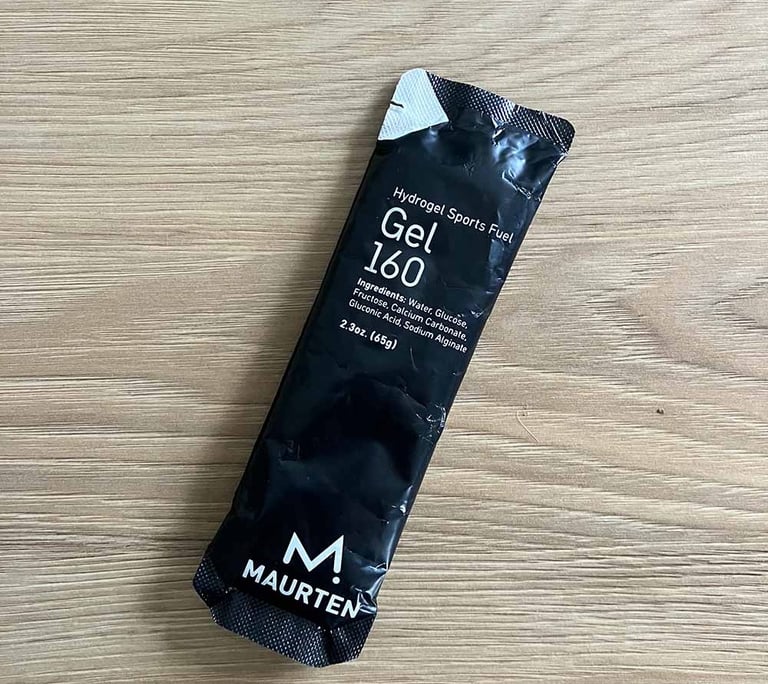 Hydrogel Sports Fuel
Gel
160
Ingredients: Water, Glucose,
Fructose, Calcium Carbonate,
Gluconic Acid, Sodium Alginate
2.3oz. (65g)
M.
MAURTEN